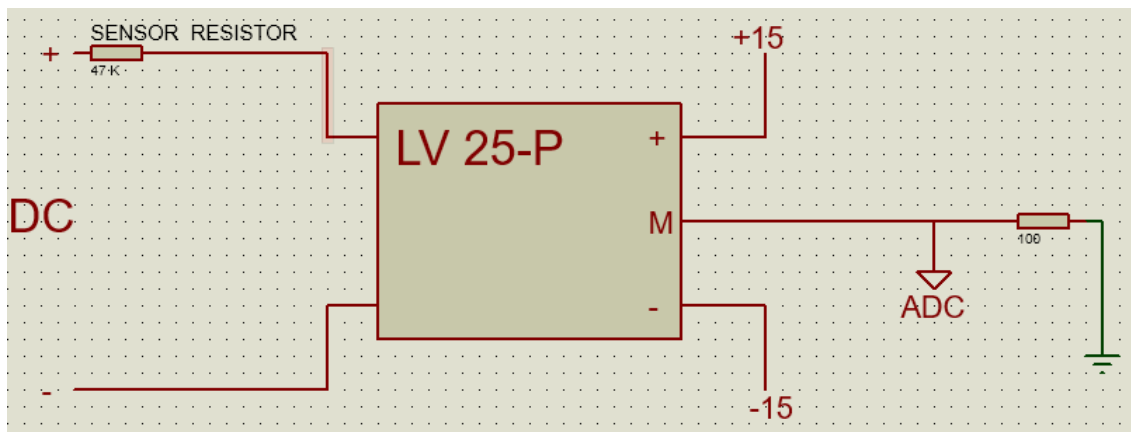 SENSOR RESISTOR
+
47 K
+15
LV 25-P
+
DC
M
100
ADC
-
-
-15